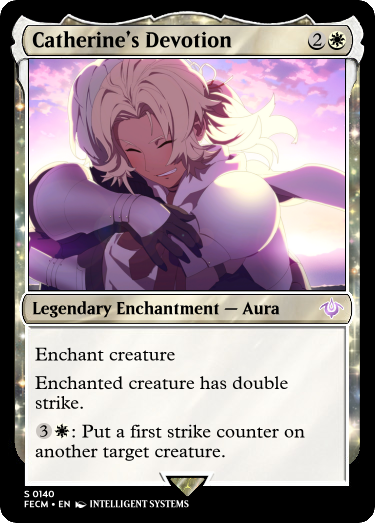 Catherine's Devotion 2
Legendary Enchantment — Aura
Enchant creature
Enchanted creature has double
strike.
3 : Put a first strike counter on
another target creature.
S 0140
FECM • EN INTELLIGENT SYSTEMS